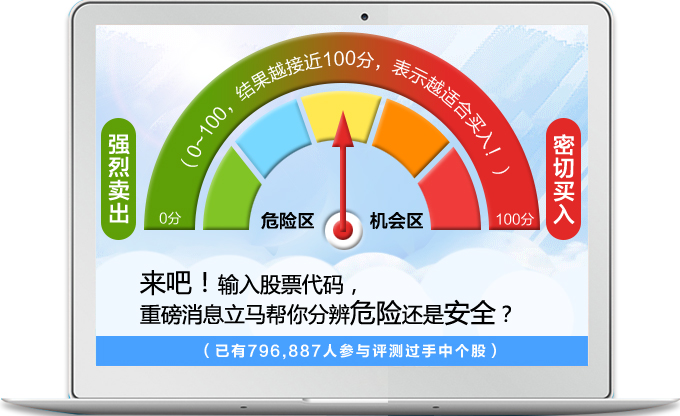 (0~100，结果越接近100分，表示越适合买入！)
强烈卖出
密切买入
0分
危险区
机会区
100分
来吧！输入股票代码，
重磅消息立马帮你分辨危险还是安全？
（已有796,887人参与评测过手中个股）